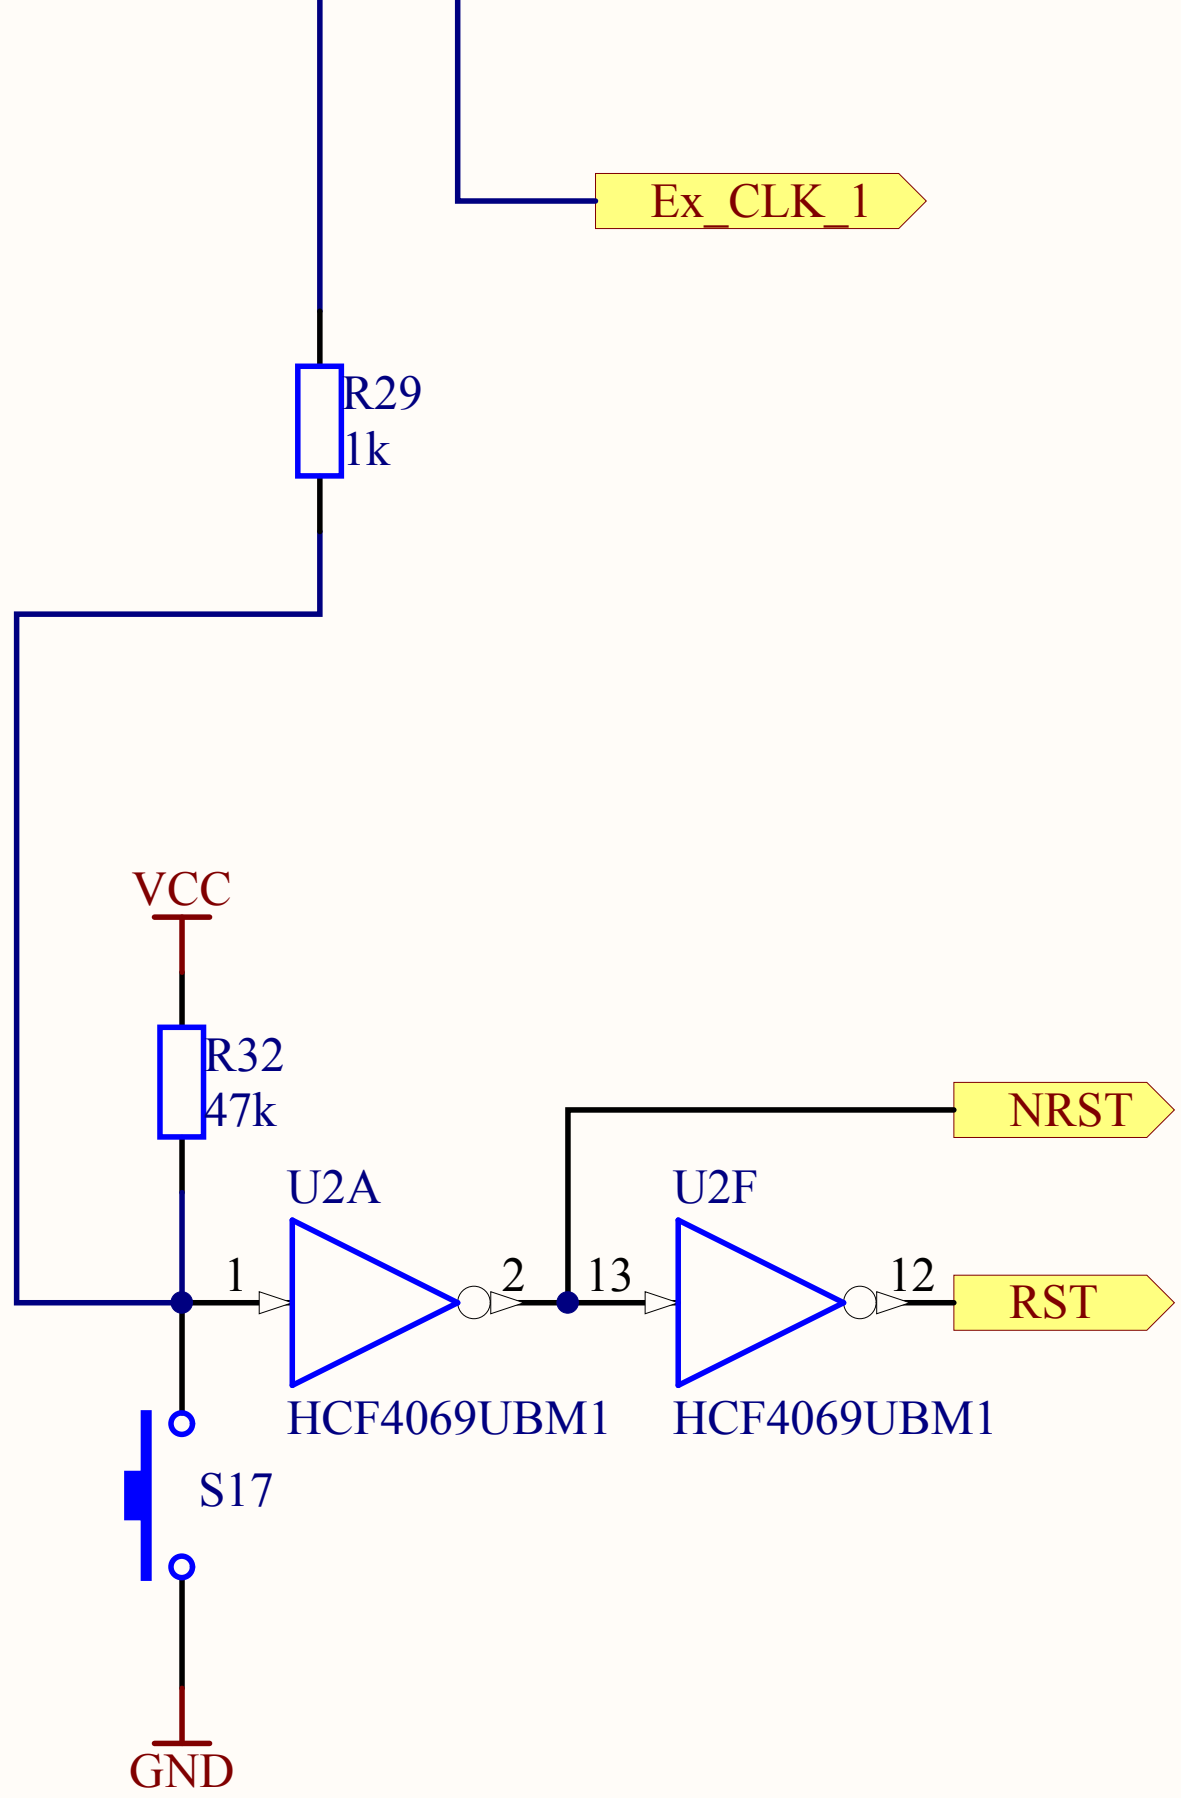 Ex_CLK_1
R29
1k
VCC
R32
47k
NRST
U2A
U2F
1
2
13
12
RST
HCF4069UBM1
HCF4069UBM1
S17
GND